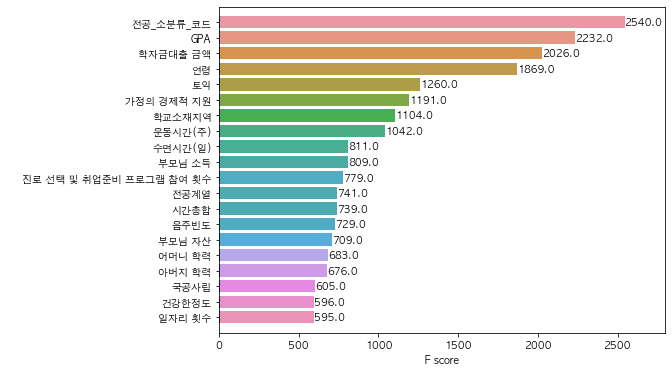 전공_소분류_코드 2540.0
GPA 2232.0
학자금대출 금액 2026.0
연령 1869.0
토익 1260.0
가정의 경제적 지원 1191.0
학교소재지역 1104.0
운동시간(주) 1042.0
수면시간(일) 811.0
부모님 소득 809.0
진로 선택 및 취업준비 프로그램 참여 횟수 779.0
전공계열 741.0
시간총합 739.0
음주빈도 729.0
부모님 자산 709.0
어머니 학력 683.0
아버지 학력 676.0
국공사립 605.0
건강한정도 596.0
일자리 횟수 595.0
0 500 1000 1500 2000 2500
F score